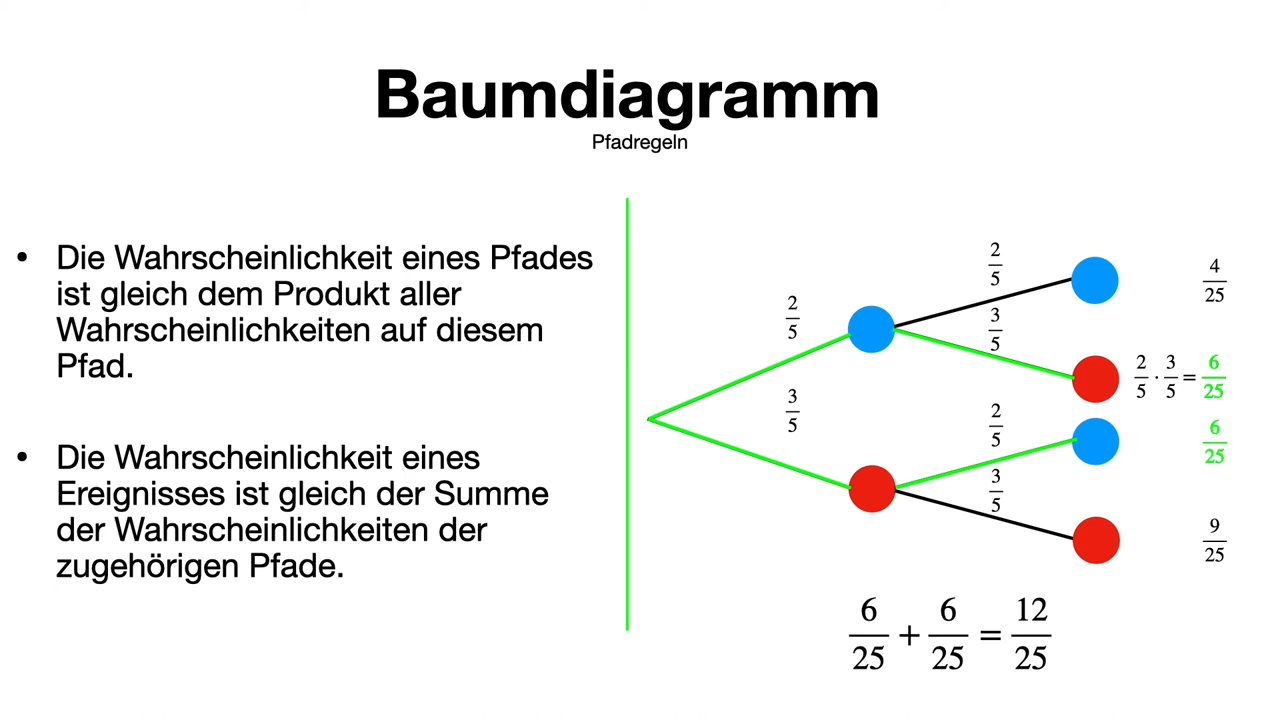 Baumdiagramm
Pfadregeln
• Die Wahrscheinlichkeit eines Pfades
ist gleich dem Produkt aller
Wahrscheinlichkeiten auf diesem
Pfad.
• Die Wahrscheinlichkeit eines
Ereignisses ist gleich der Summe
der Wahrscheinlichkeiten der
zugehörigen Pfade.
2/5
3/5
2/5
3/5
2/5
3/5
4/25
2/5 · 3/5 = 6/25
6/25
9/25
6/25 + 6/25 = 12/25